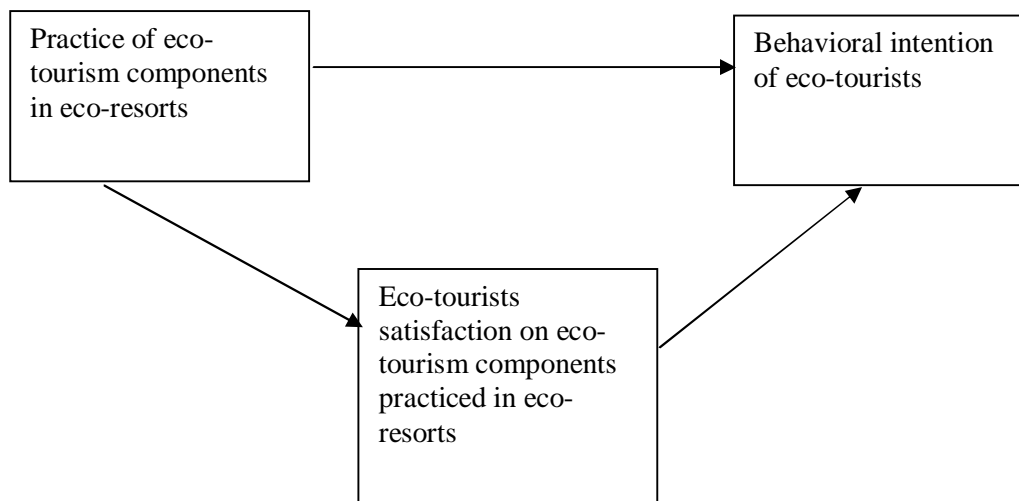 Practice of eco-
tourism components
in eco-resorts
Behavioral intention
of eco-tourists
Eco-tourists
satisfaction on eco-
tourism components
practiced in eco-
resorts